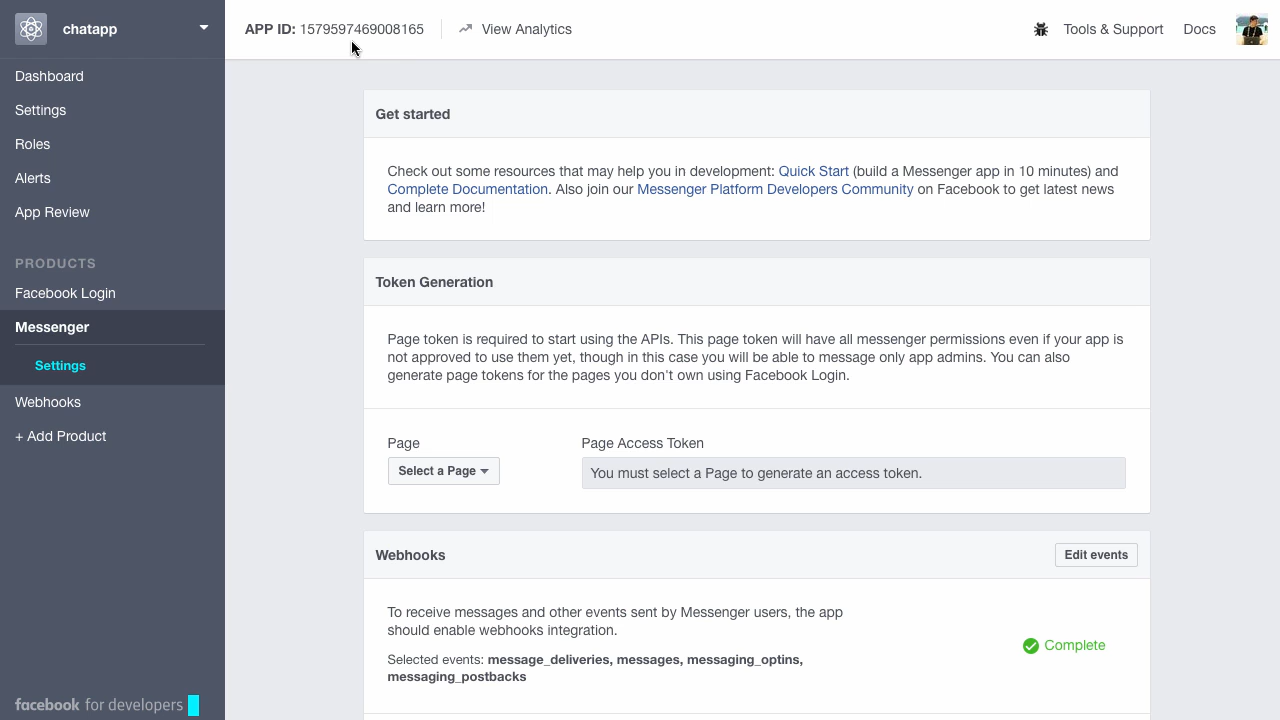 chatapp
APP ID: 1579597469008165
View Analytics
Tools & Support
Docs
Dashboard
Settings
Roles
Alerts
App Review
PRODUCTS
Facebook Login
Messenger
Settings
Webhooks
+ Add Product
facebook for developers
Get started
Check out some resources that may help you in development: Quick Start (build a Messenger app in 10 minutes) and
Complete Documentation. Also join our Messenger Platform Developers Community on Facebook to get latest news
and learn more!
Token Generation
Page token is required to start using the APIs. This page token will have all messenger permissions even if your app is
not approved to use them yet, though in this case you will be able to message only app admins. You can also
generate page tokens for the pages you don't own using Facebook Login.
Page
Select a Page
Page Access Token
You must select a Page to generate an access token.
Webhooks
Edit events
To receive messages and other events sent by Messenger users, the app
should enable webhooks integration.
Selected events: message_deliveries, messages, messaging_optins,
messaging_postbacks
Complete